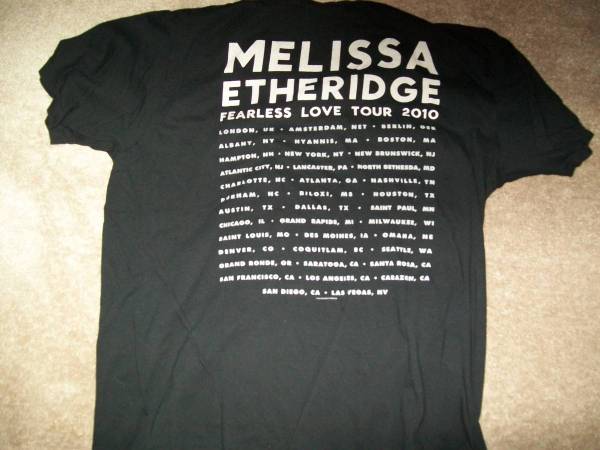 MELISSA
ETHERIDGE
FEARLESS LOVE TOUR 2010
LONDON, UK • AMSTERDAM, NET • BERLIN, GER
ALBANY, NY • HYANNIS, MA • BOSTON, MA
HAMPTON, NH • NEW YORK, NY • NEW BRUNSWICK, NJ
ATLANTIC CITY, NJ • LANCASTER, PA • NORTH BETHESDA, MD
CHARLOTTE, NC • ATLANTA, GA • NASHVILLE, TN
DURHAM, NC • BILOXI, MS • HOUSTON, TX
AUSTIN, TX • DALLAS, TX • SAINT PAUL, MN
CHICAGO, IL • GRAND RAPIDS, MI • MILWAUKEE, WI
SAINT LOUIS, MO • DES MOINES, IA • OMAHA, NE
DENVER, CO • COQUITLAM, BC • SEATTLE, WA
GRAND RONDE, OR • SARATOGA, CA • SANTA ROSA, CA
SAN FRANCISCO, CA • LOS ANGELES, CA • CABAZON, CA
SAN DIEGO, CA • LAS VEGAS, NV